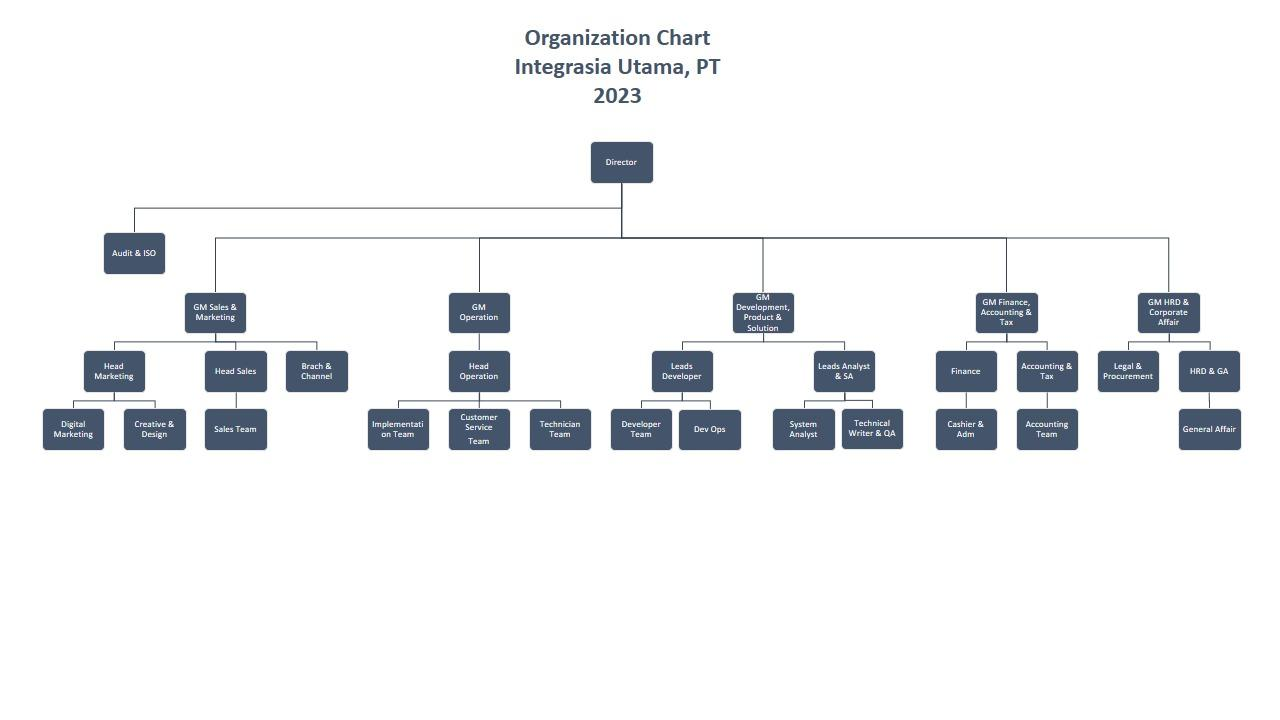 Organization Chart
Integrasia Utama, PT
2023
Director
Audit & ISO
GM Sales &
Marketing
GM
Operation
GM
Development,
Product &
Solution
GM Finance,
Accounting &
Tax
GM HRD &
Corporate
Affair
Head
Marketing
Head Sales
Brach &
Channel
Head
Operation
Leads
Developer
Leads Analyst
& SA
Finance
Accounting &
Tax
Legal &
Procurement
HRD & GA
Digital
Marketing
Creative &
Design
Sales Team
Implementati
on Team
Customer
Service
Team
Technician
Team
Developer
Team
Dev Ops
System
Analyst
Technical
Writer & QA
Cashier &
Adm
Accounting
Team
General Affair